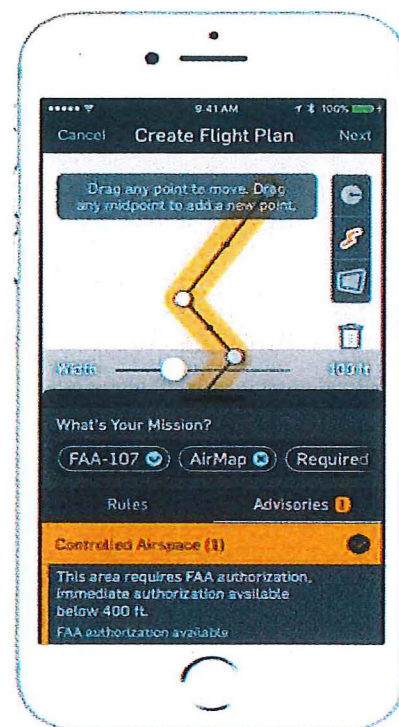 9:41 AM 100%
Cancel Create Flight Plan Next
Drag any point to move. Drag
any midpoint to add a new point.
Width 100 ft
What's Your Mission?
FAA-107 AirMap Required
Rules Advisories
Controlled Airspace (1)
This area requires FAA authorization,
immediate authorization available
below 400 ft.
FAA authorization available